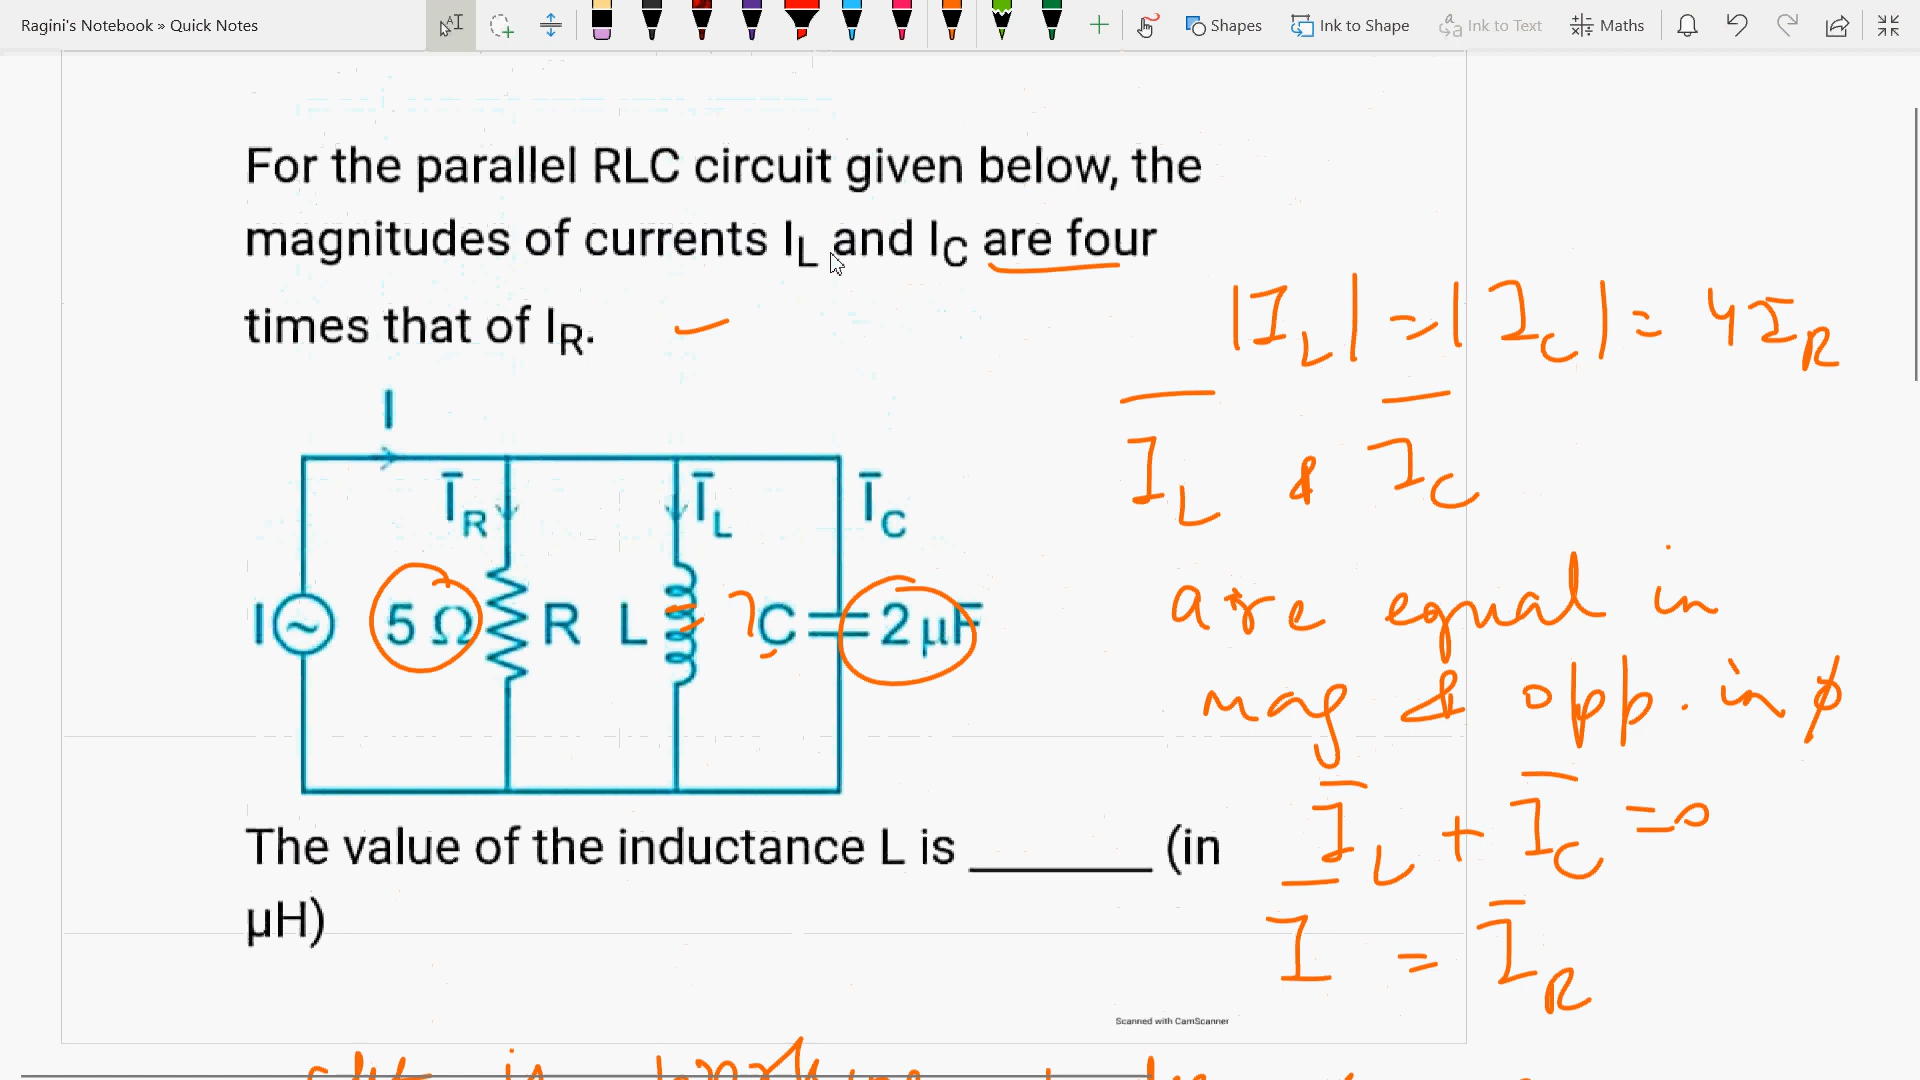 Ragini's Notebook » Quick Notes
Shapes
Ink to Shape
Ink to Text
Maths
For the parallel RLC circuit given below, the
magnitudes of currents IL and IC are four
times that of IR.
|IL| = |IC| = 4IR
IL & IC
are equal in
mag & opp. in ϕ
IL + IC = 0
I = IR
I
IR
IL
IC
I
5 Ω
R
L
?
C
2 μF
The value of the inductance L is ________ (in
μH)
Scanned with CamScanner